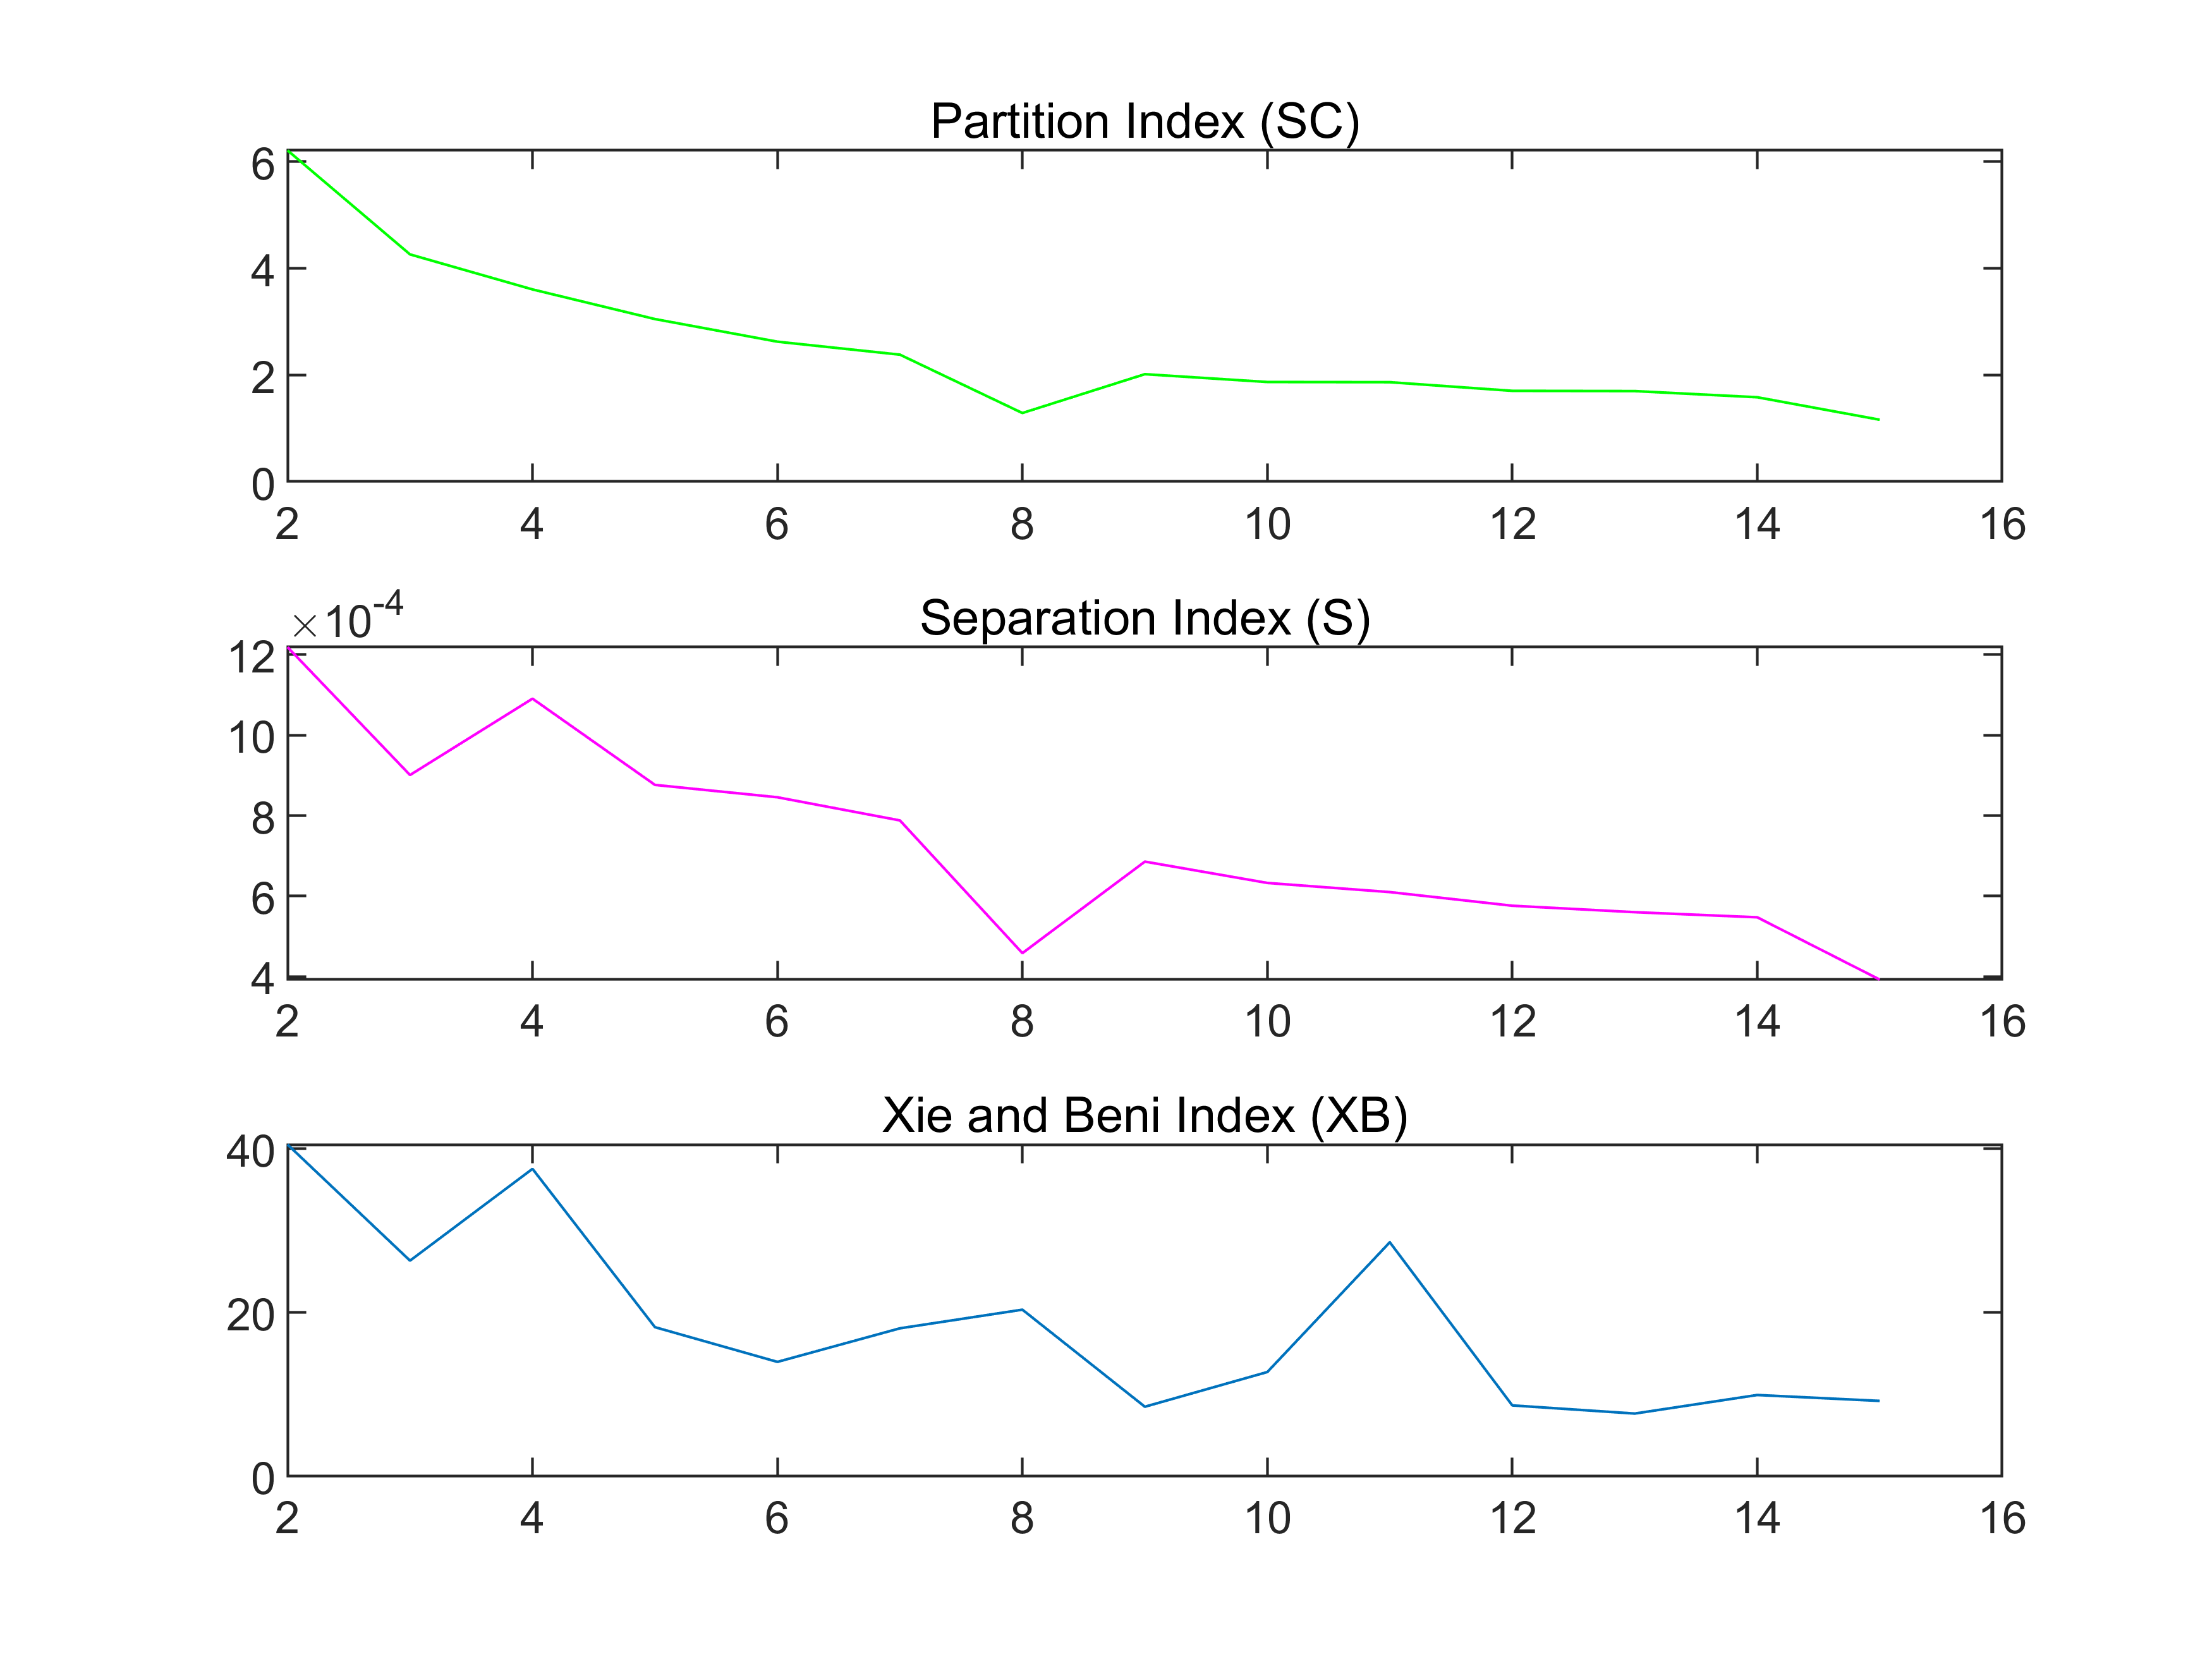 Partition Index (SC)
6
4
2
0
2 4 6 8 10 12 14 16
×10-4
Separation Index (S)
12
10
8
6
4
2 4 6 8 10 12 14 16
Xie and Beni Index (XB)
40
20
0
2 4 6 8 10 12 14 16